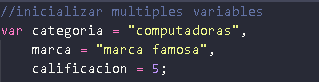 //inicializar multiples variables
var categoria = "computadoras",
    marca = "marca famosa",
    calificacion = 5;